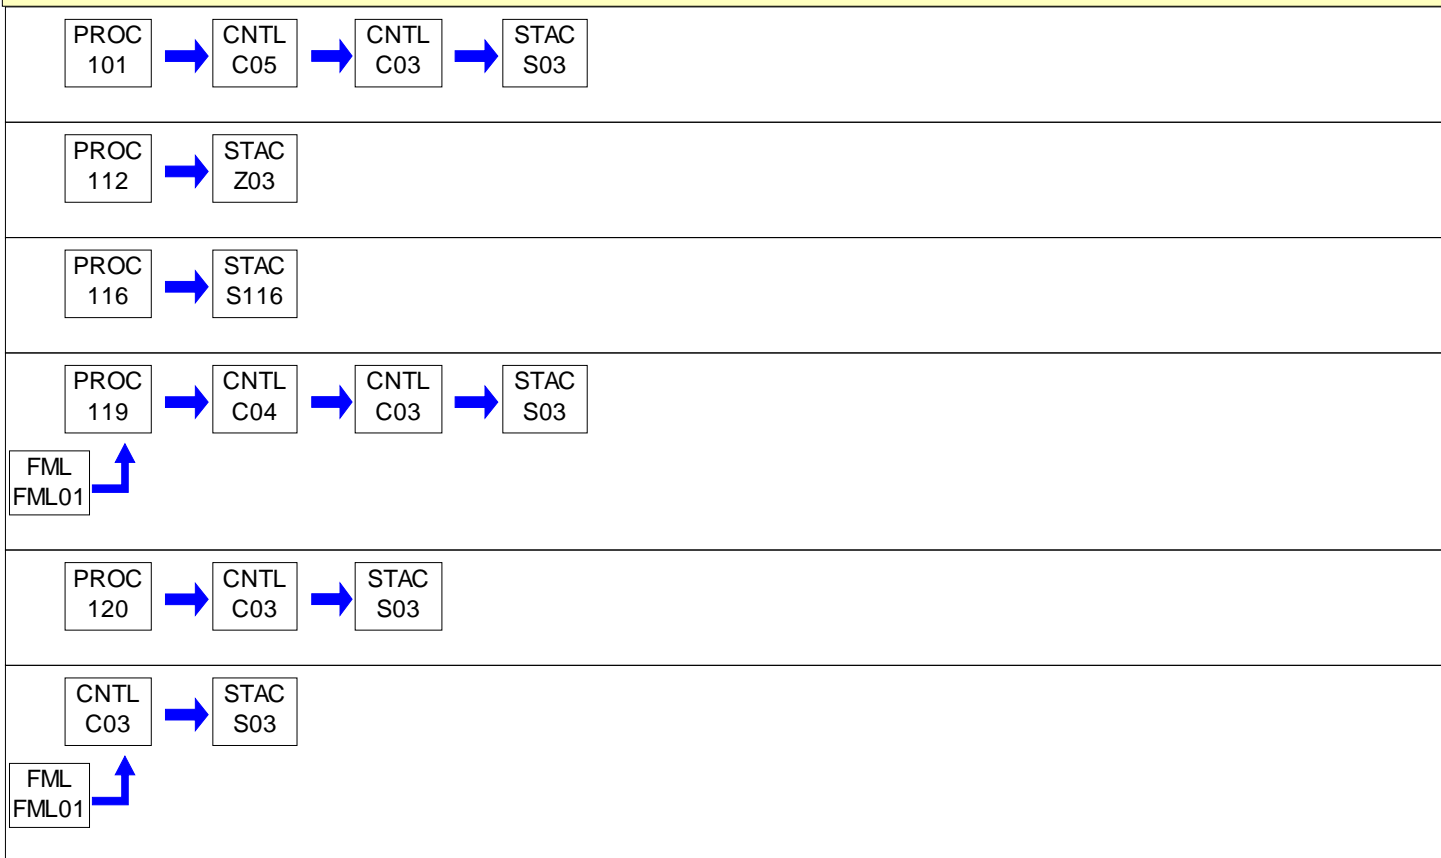 PROC CNTL CNTL STAC
101 C05 C03 S03
PROC STAC
112 Z03
PROC STAC
116 S116
PROC CNTL CNTL STAC
119 C04 C03 S03
FML
FML01
PROC CNTL STAC
120 C03 S03
CNTL STAC
C03 S03
FML
FML01